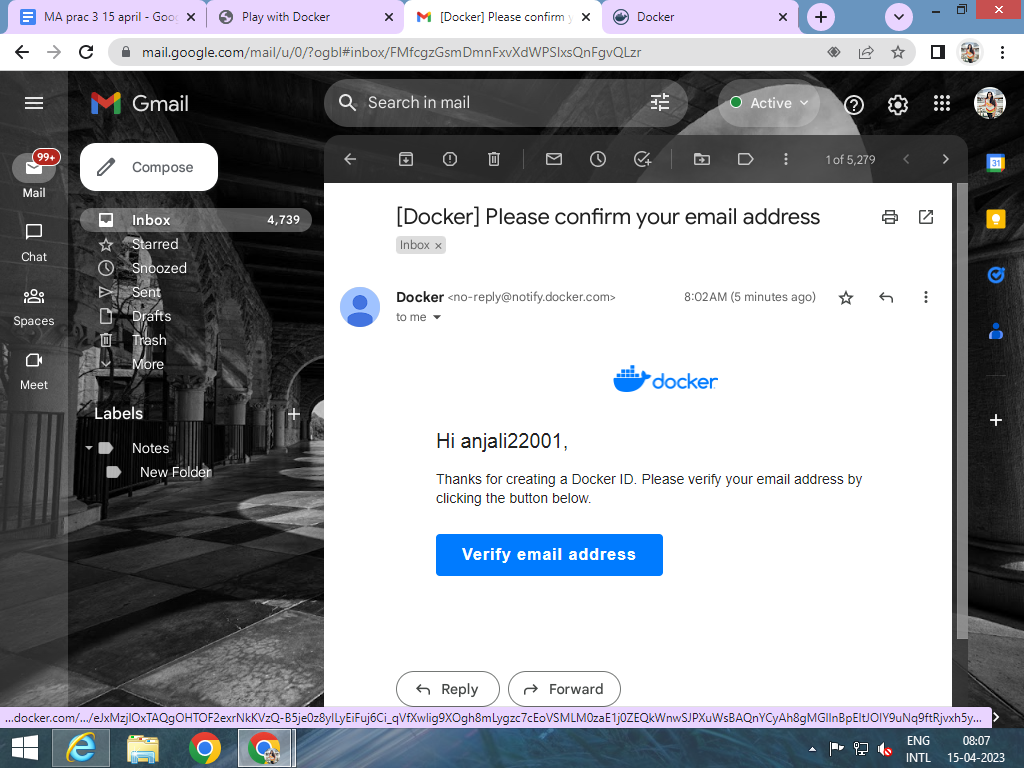 MA prac 3 15 april - Goo
Play with Docker
[Docker] Please confirm y
Docker
mail.google.com/mail/u/0/?ogbl#inbox/FMfcgzGsmDmnFxvXdWPSlxsQnFgvQLzr
Gmail
Search in mail
Active
99+
Mail
Chat
Spaces
Meet
Compose
Inbox 4,739
Starred
Snoozed
Sent
Drafts
Trash
More
Labels
Notes
New Folder
1 of 5,279
31
[Docker] Please confirm your email address
Inbox
Docker <no-reply@notify.docker.com>
8:02AM (5 minutes ago)
to me
docker
Hi anjali22001,
Thanks for creating a Docker ID. Please verify your email address by
clicking the button below.
Verify email address
Reply
Forward
ENG
INTL
08:07
15-04-2023